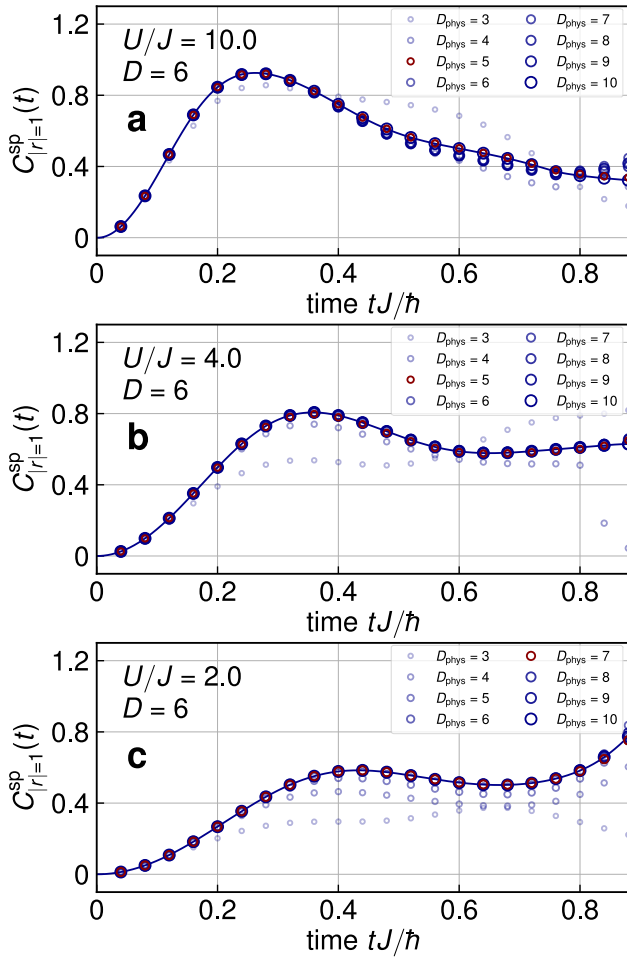 U/J = 10.0
D = 6
a
D_phys = 3
D_phys = 4
D_phys = 5
D_phys = 6
D_phys = 7
D_phys = 8
D_phys = 9
D_phys = 10
1.2
0.8
0.4
0
C^sp_|r|=1(t)
0 0.2 0.4 0.6 0.8
time tJ/ħ
U/J = 4.0
D = 6
b
D_phys = 3
D_phys = 4
D_phys = 5
D_phys = 6
D_phys = 7
D_phys = 8
D_phys = 9
D_phys = 10
1.2
0.8
0.4
0
C^sp_|r|=1(t)
0 0.2 0.4 0.6 0.8
time tJ/ħ
U/J = 2.0
D = 6
c
D_phys = 3
D_phys = 4
D_phys = 5
D_phys = 6
D_phys = 7
D_phys = 8
D_phys = 9
D_phys = 10
1.2
0.8
0.4
0
C^sp_|r|=1(t)
0 0.2 0.4 0.6 0.8
time tJ/ħ